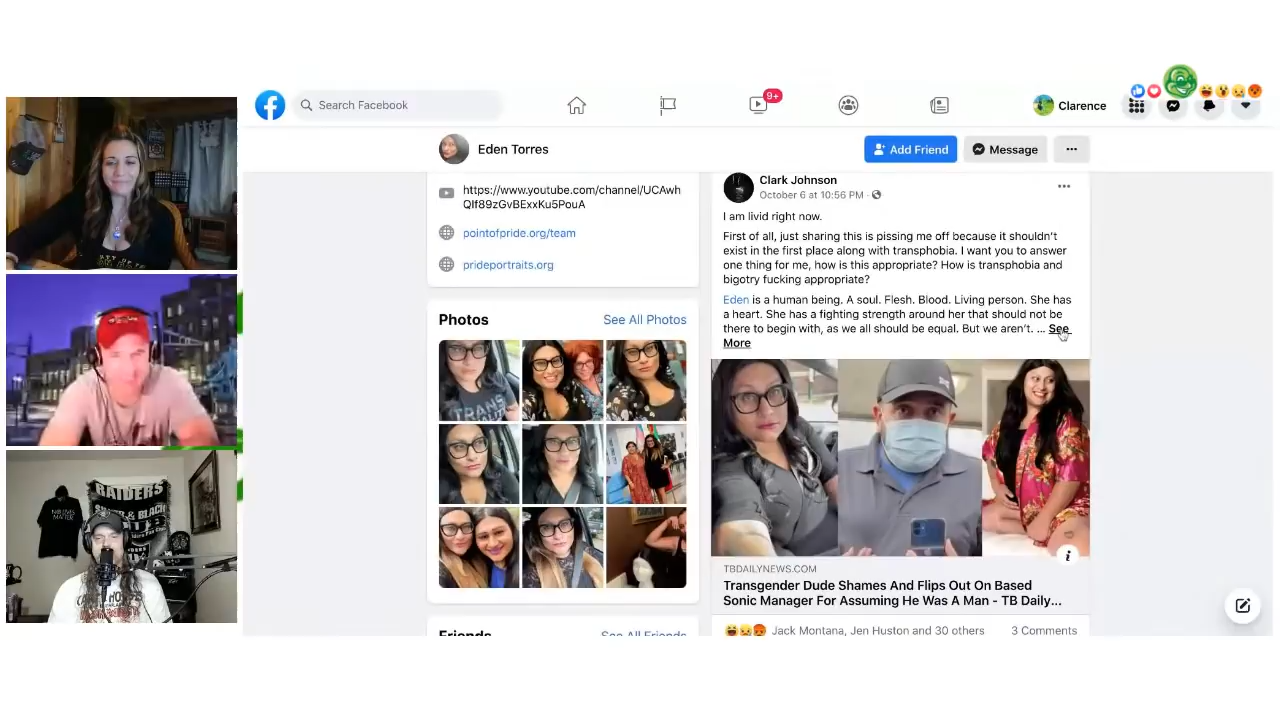 Search Facebook
9+
Clarence
Eden Torres
Add Friend
Message
https://www.youtube.com/channel/UCAwh
QIf89zGvBExxKu5PouA
pointofpride.org/team
prideportraits.org
Photos
See All Photos
Friends
See All Friends
Clark Johnson
October 6 at 10:56 PM ·
I am livid right now.
First of all, just sharing this is pissing me off because it shouldn't
exist in the first place along with transphobia. I want you to answer
one thing for me, how is this appropriate? How is transphobia and
bigotry fucking appropriate?
Eden is a human being. A soul. Flesh. Blood. Living person. She has
a heart. She has a fighting strength around her that should not be
there to begin with, as we all should be equal. But we aren't. ... See
More
TRANS
TBDAILYNEWS.COM
Transgender Dude Shames And Flips Out On Based
Sonic Manager For Assuming He Was A Man - TB Daily...
Jack Montana, Jen Huston and 30 others
3 Comments
RAIDERS
NO LIVES
MATTER